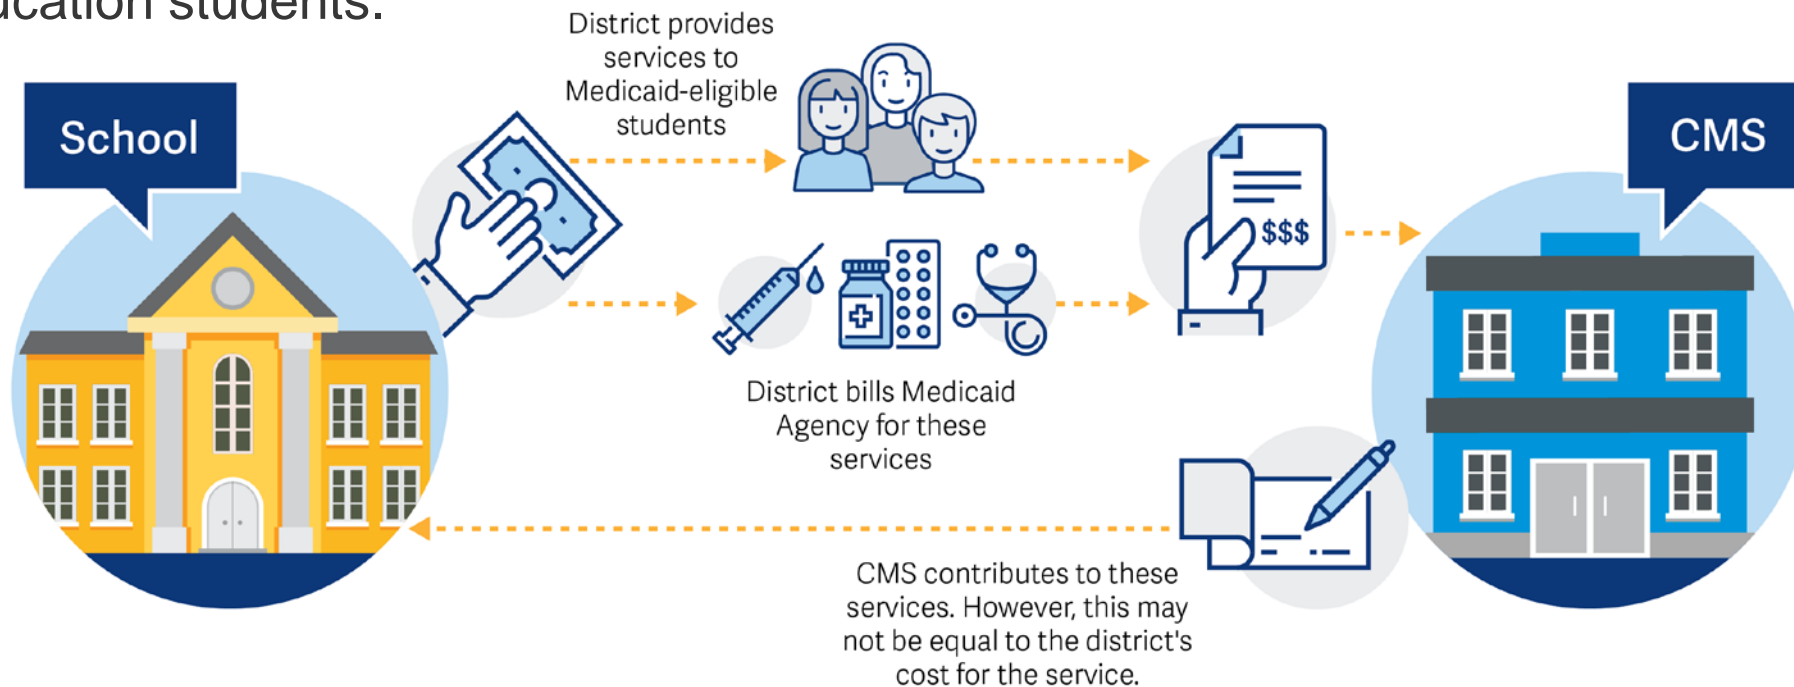 students.
District provides
services to
Medicaid-eligible
students
School
CMS
$$$
District bills Medicaid
Agency for these
services
CMS contributes to these
services. However, this may
not be equal to the district's
cost for the service.